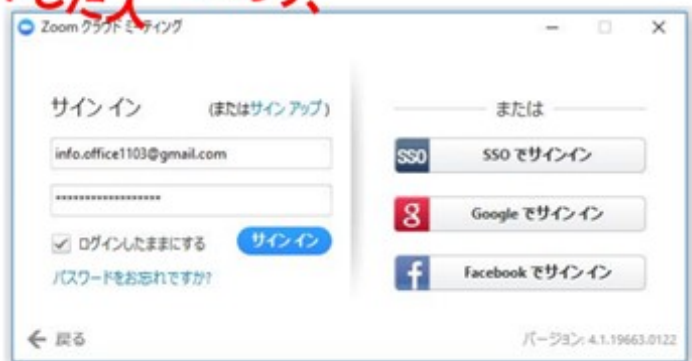 した人
Zoom クラウド ミーティング
サイン イン
(またはサイン アップ)
info.office1103@gmail.com
******************
ログインしたままにする
サイン イン
パスワードをお忘れですか?
または
SSO
SSO でサインイン
g
Google でサイン イン
f
Facebook でサイン イン
戻る
バージョン: 4.1.19663.0122